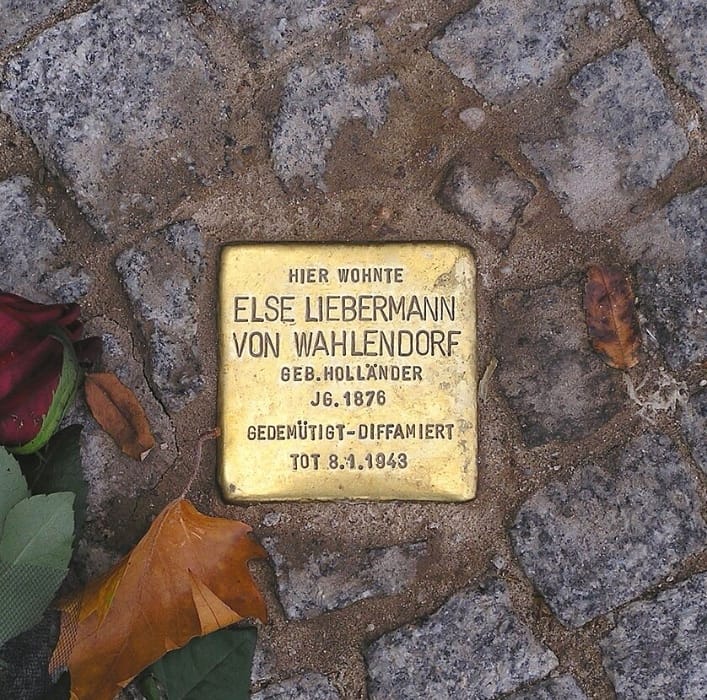 HIER WOHNTE
ELSE LIEBERMANN
VON WAHLENDORF
GEB.HOLLÄNDER
JG. 1876
GEDEMÜTIGT-DIFFAMIERT
TOT 8.1.1943